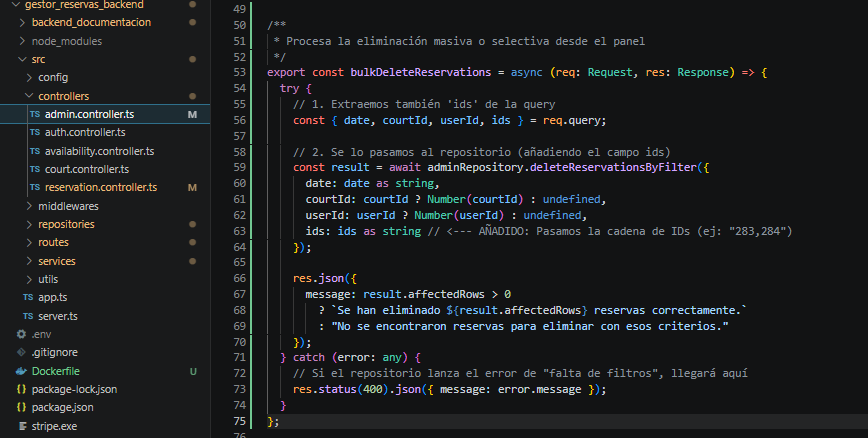 gestor_reservas_backend
backend_documentacion
node_modules
src
config
controllers
TS admin.controller.ts M
TS auth.controller.ts
TS availability.controller.ts
TS court.controller.ts
TS reservation.controller.ts M
middlewares
repositories
routes
services
utils
TS app.ts
TS server.ts
.env
.gitignore
Dockerfile U
{} package-lock.json
{} package.json
stripe.exe
49
50 /**
51 * Procesa la eliminación masiva o selectiva desde el panel
52 */
53 export const bulkDeleteReservations = async (req: Request, res: Response) => {
54 try {
55 // 1. Extraemos también 'ids' de la query
56 const { date, courtId, userId, ids } = req.query;
57
58 // 2. Se lo pasamos al repositorio (añadiendo el campo ids)
59 const result = await adminRepository.deleteReservationsByFilter({
60 date: date as string,
61 courtId: courtId ? Number(courtId) : undefined,
62 userId: userId ? Number(userId) : undefined,
63 ids: ids as string // <--- AÑADIDO: Pasamos la cadena de IDs (ej: "283,284")
64 });
65
66 res.json({
67 message: result.affectedRows > 0
68 ? `Se han eliminado ${result.affectedRows} reservas correctamente.`
69 : "No se encontraron reservas para eliminar con esos criterios."
70 });
71 } catch (error: any) {
72 // Si el repositorio lanza el error de "falta de filtros", llegará aquí
73 res.status(400).json({ message: error.message });
74 }
75 };
76